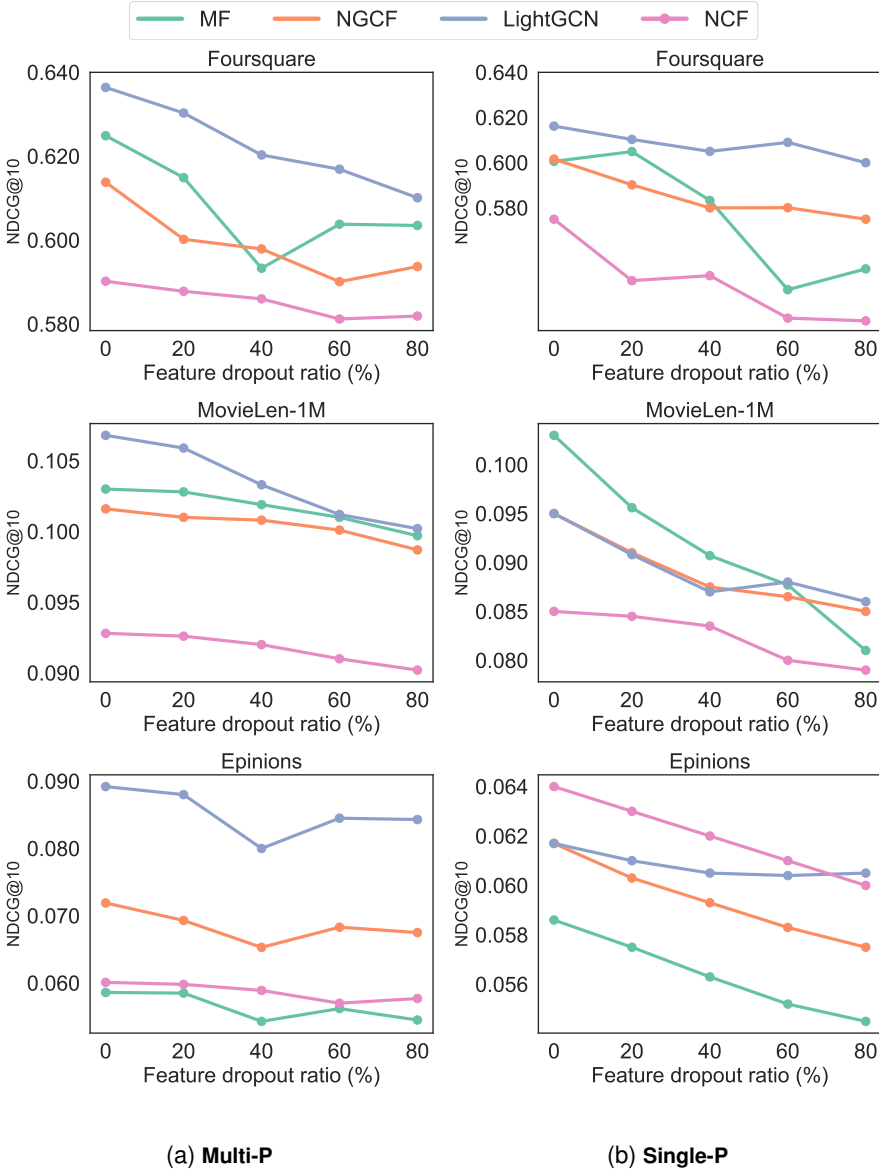 MF NGCF LightGCN NCF
Foursquare
0.640
0.620
0.600
0.580
NDCG@10
0 20 40 60 80
Feature dropout ratio (%)
Foursquare
0.640
0.620
0.600
0.580
NDCG@10
0 20 40 60 80
Feature dropout ratio (%)
MovieLen-1M
0.105
0.100
0.095
0.090
NDCG@10
0 20 40 60 80
Feature dropout ratio (%)
MovieLen-1M
0.100
0.095
0.090
0.085
0.080
NDCG@10
0 20 40 60 80
Feature dropout ratio (%)
Epinions
0.090
0.080
0.070
0.060
NDCG@10
0 20 40 60 80
Feature dropout ratio (%)
Epinions
0.064
0.062
0.060
0.058
0.056
NDCG@10
0 20 40 60 80
Feature dropout ratio (%)
(a) Multi-P
(b) Single-P